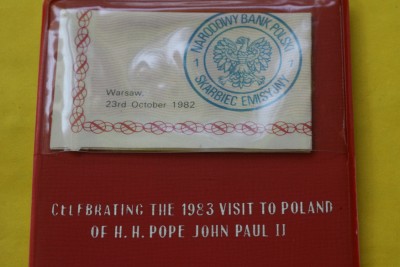 NARODOWY BANK POLSKI
SKARBIEC EMISYJNY
Warsaw.
23rd October 1982
CELEBRATING THE 1983 VISIT TO POLAND
OF H. H. POPE JOHN PAUL II